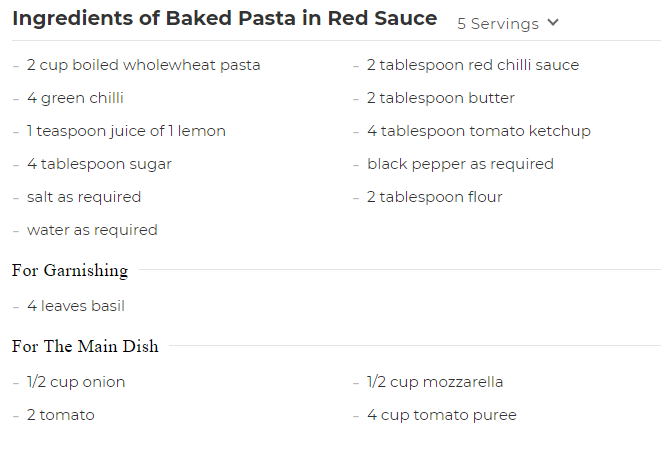 Ingredients of Baked Pasta in Red Sauce 5 Servings
- 2 cup boiled wholewheat pasta
- 2 tablespoon red chilli sauce
- 4 green chilli
- 2 tablespoon butter
- 1 teaspoon juice of 1 lemon
- 4 tablespoon tomato ketchup
- 4 tablespoon sugar
- black pepper as required
- salt as required
- 2 tablespoon flour
- water as required
For Garnishing
- 4 leaves basil
For The Main Dish
- 1/2 cup onion
- 1/2 cup mozzarella
- 2 tomato
- 4 cup tomato puree